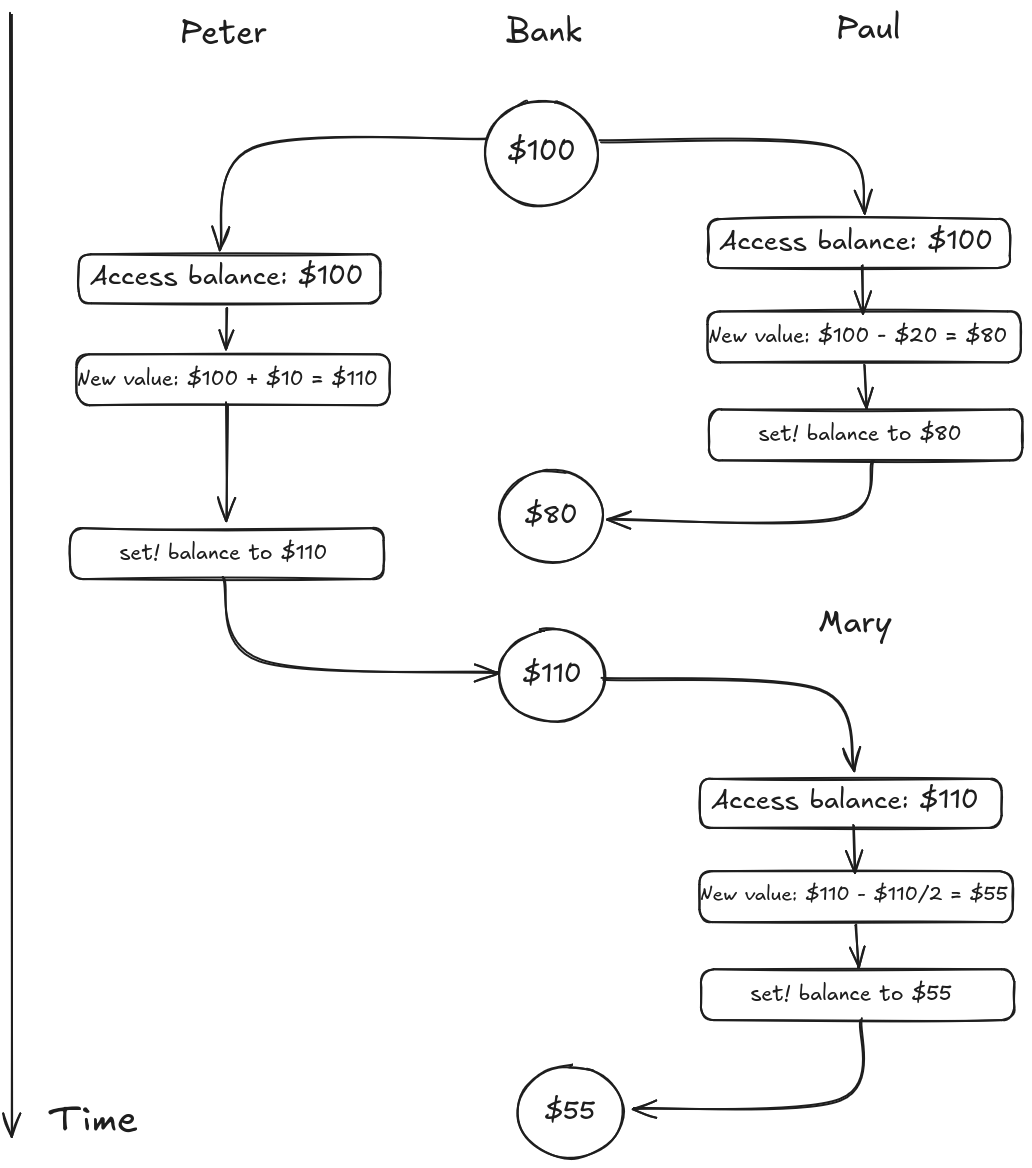 Peter
Bank
Paul
$100
Access balance: $100
Access balance: $100
New value: $100 - $20 = $80
New value: $100 + $10 = $110
set! balance to $80
$80
set! balance to $110
Mary
$110
Access balance: $110
New value: $110 - $110/2 = $55
set! balance to $55
$55
Time